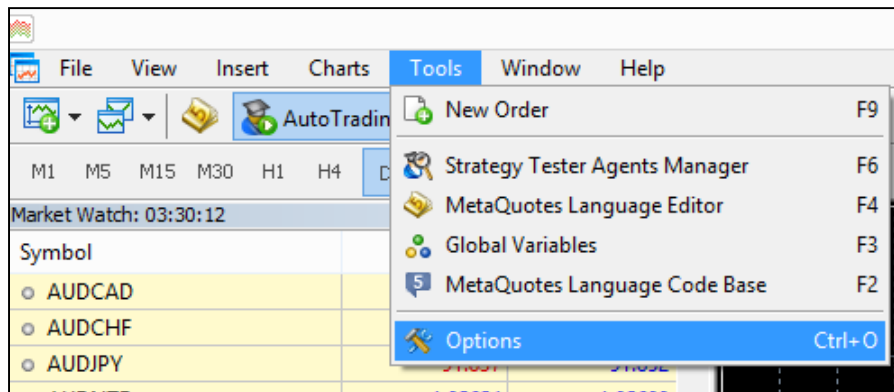 File View Insert Charts Tools Window Help
AutoTradin
New Order F9
M1 M5 M15 M30 H1 H4 D
Strategy Tester Agents Manager F6
Market Watch: 03:30:12
MetaQuotes Language Editor F4
Symbol
Global Variables F3
AUDCAD
5 MetaQuotes Language Code Base F2
AUDCHF
Options Ctrl+O
AUDJPY